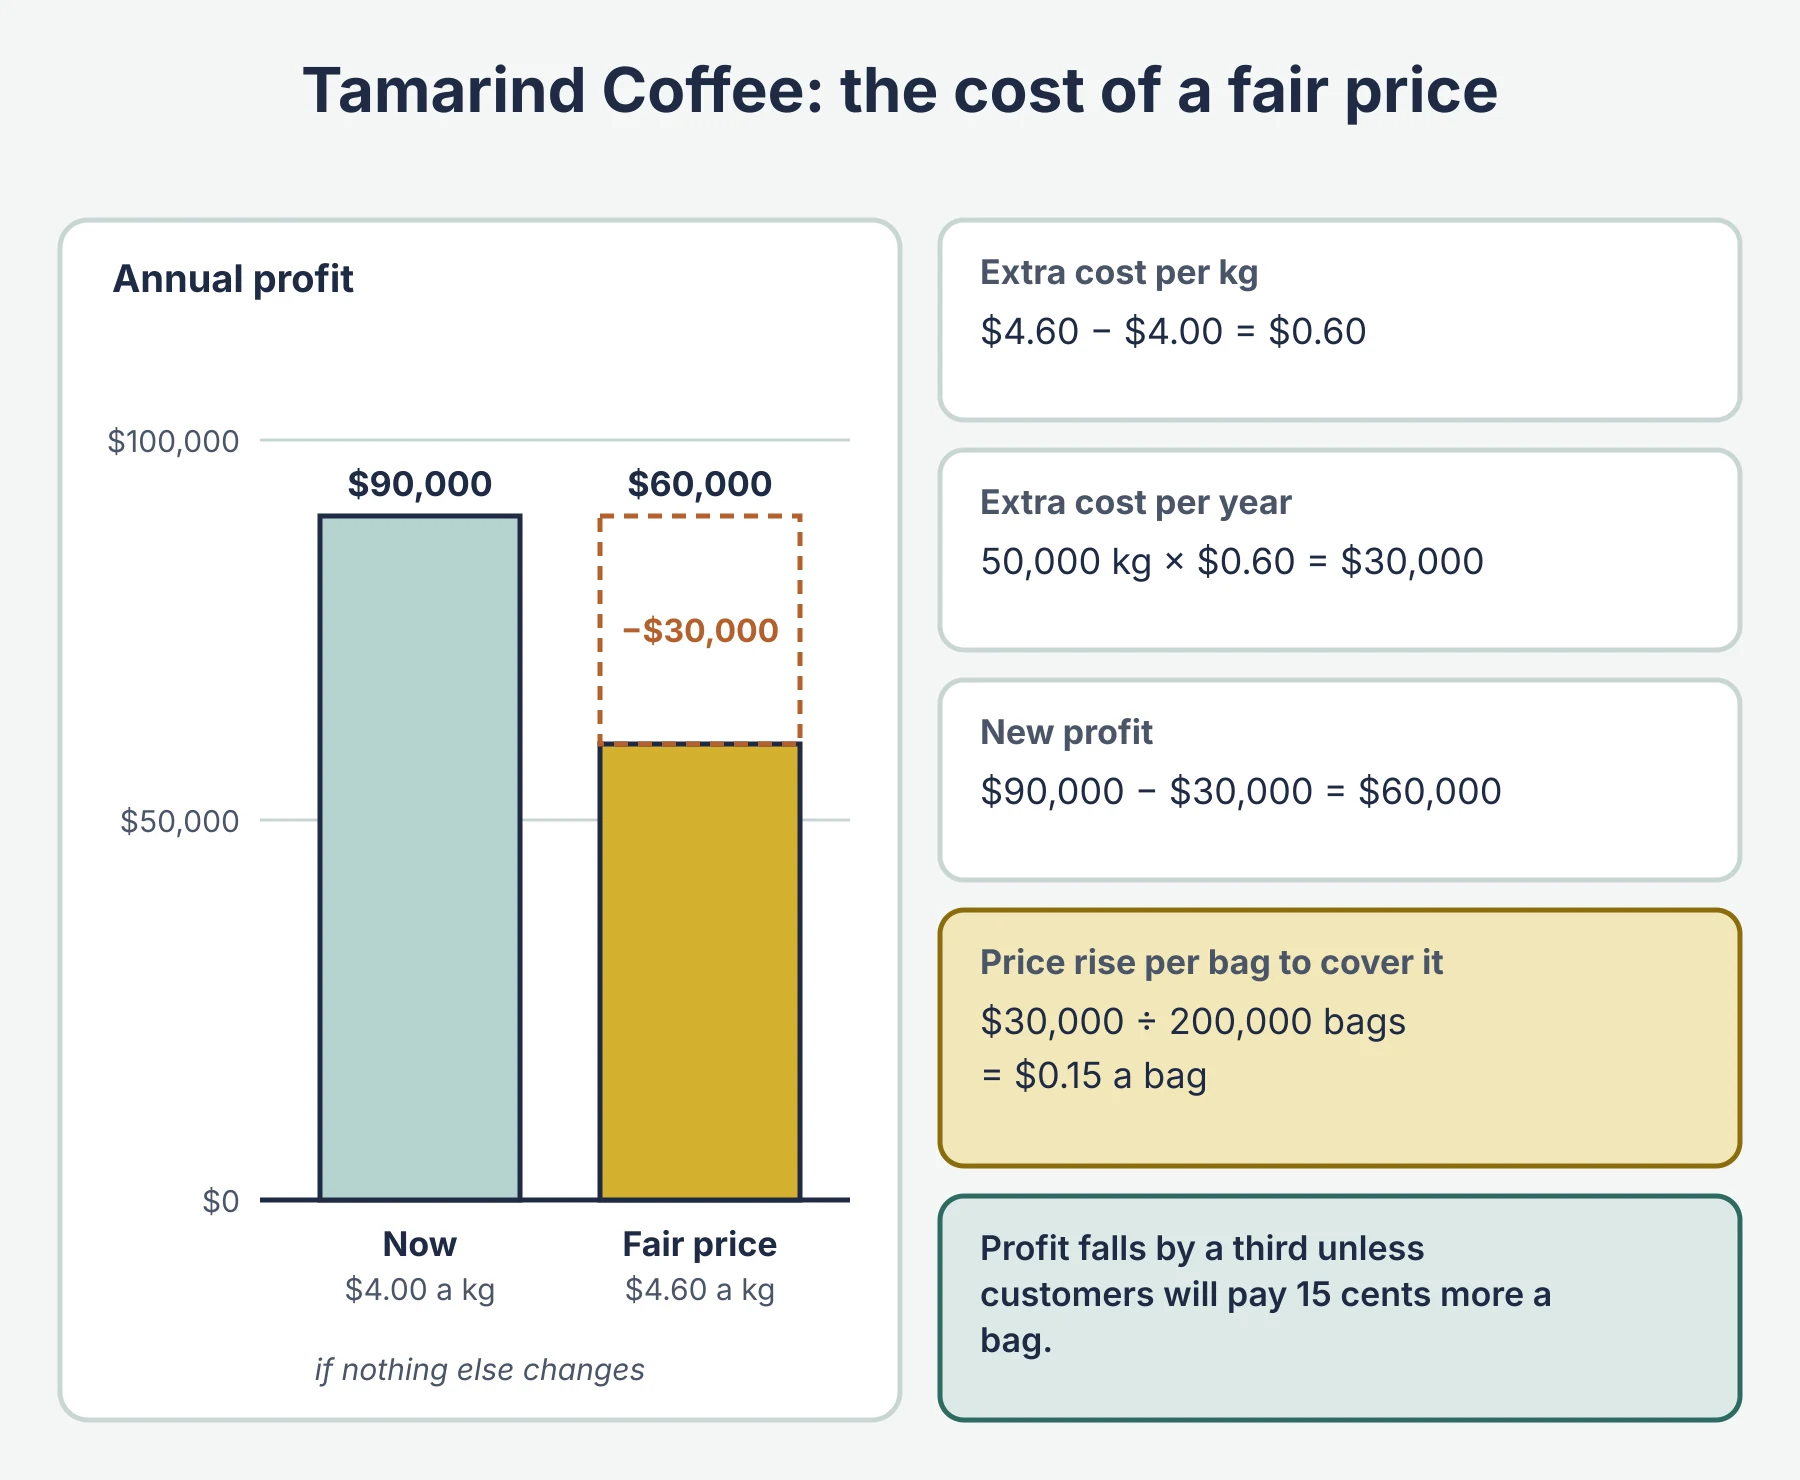 Tamarind Coffee: the cost of a fair price
Annual profit
$100,000
$90,000
$60,000
−$30,000
$50,000
$0
Now
Fair price
$4.00 a kg
$4.60 a kg
if nothing else changes
Extra cost per kg
$4.60 − $4.00 = $0.60
Extra cost per year
50,000 kg × $0.60 = $30,000
New profit
$90,000 − $30,000 = $60,000
Price rise per bag to cover it
$30,000 ÷ 200,000 bags
= $0.15 a bag
Profit falls by a third unless
customers will pay 15 cents more a
bag.